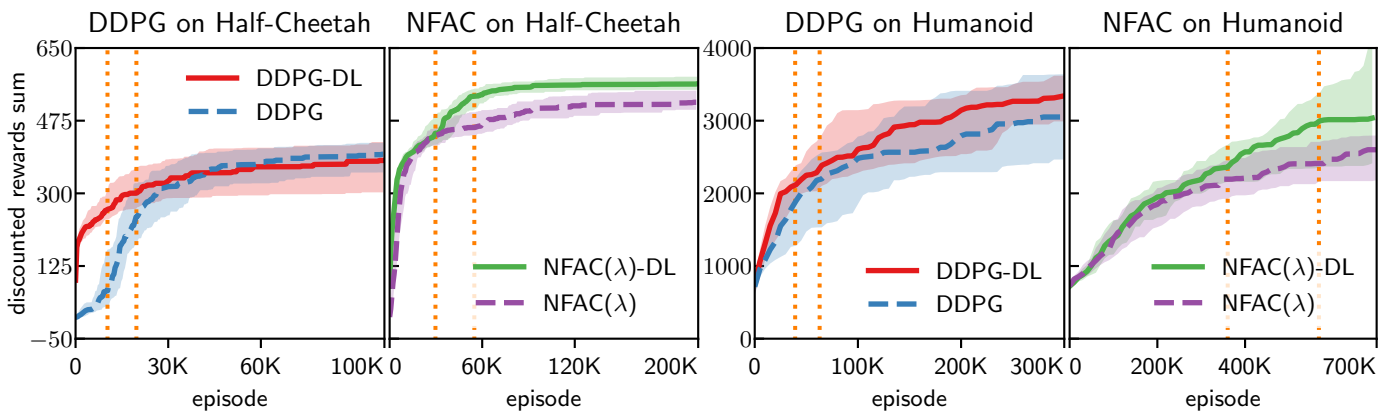 DDPG on Half-Cheetah
NFAC on Half-Cheetah
DDPG on Humanoid
NFAC on Humanoid
discounted rewards sum
650
475
300
125
−50
DDPG-DL
DDPG
0
30K
60K
100K
episode
NFAC(λ)-DL
NFAC(λ)
0
60K
120K
200K
episode
4000
3000
2000
1000
0
DDPG-DL
DDPG
0
100K
200K
300K
episode
NFAC(λ)-DL
NFAC(λ)
0
200K
400K
700K
episode